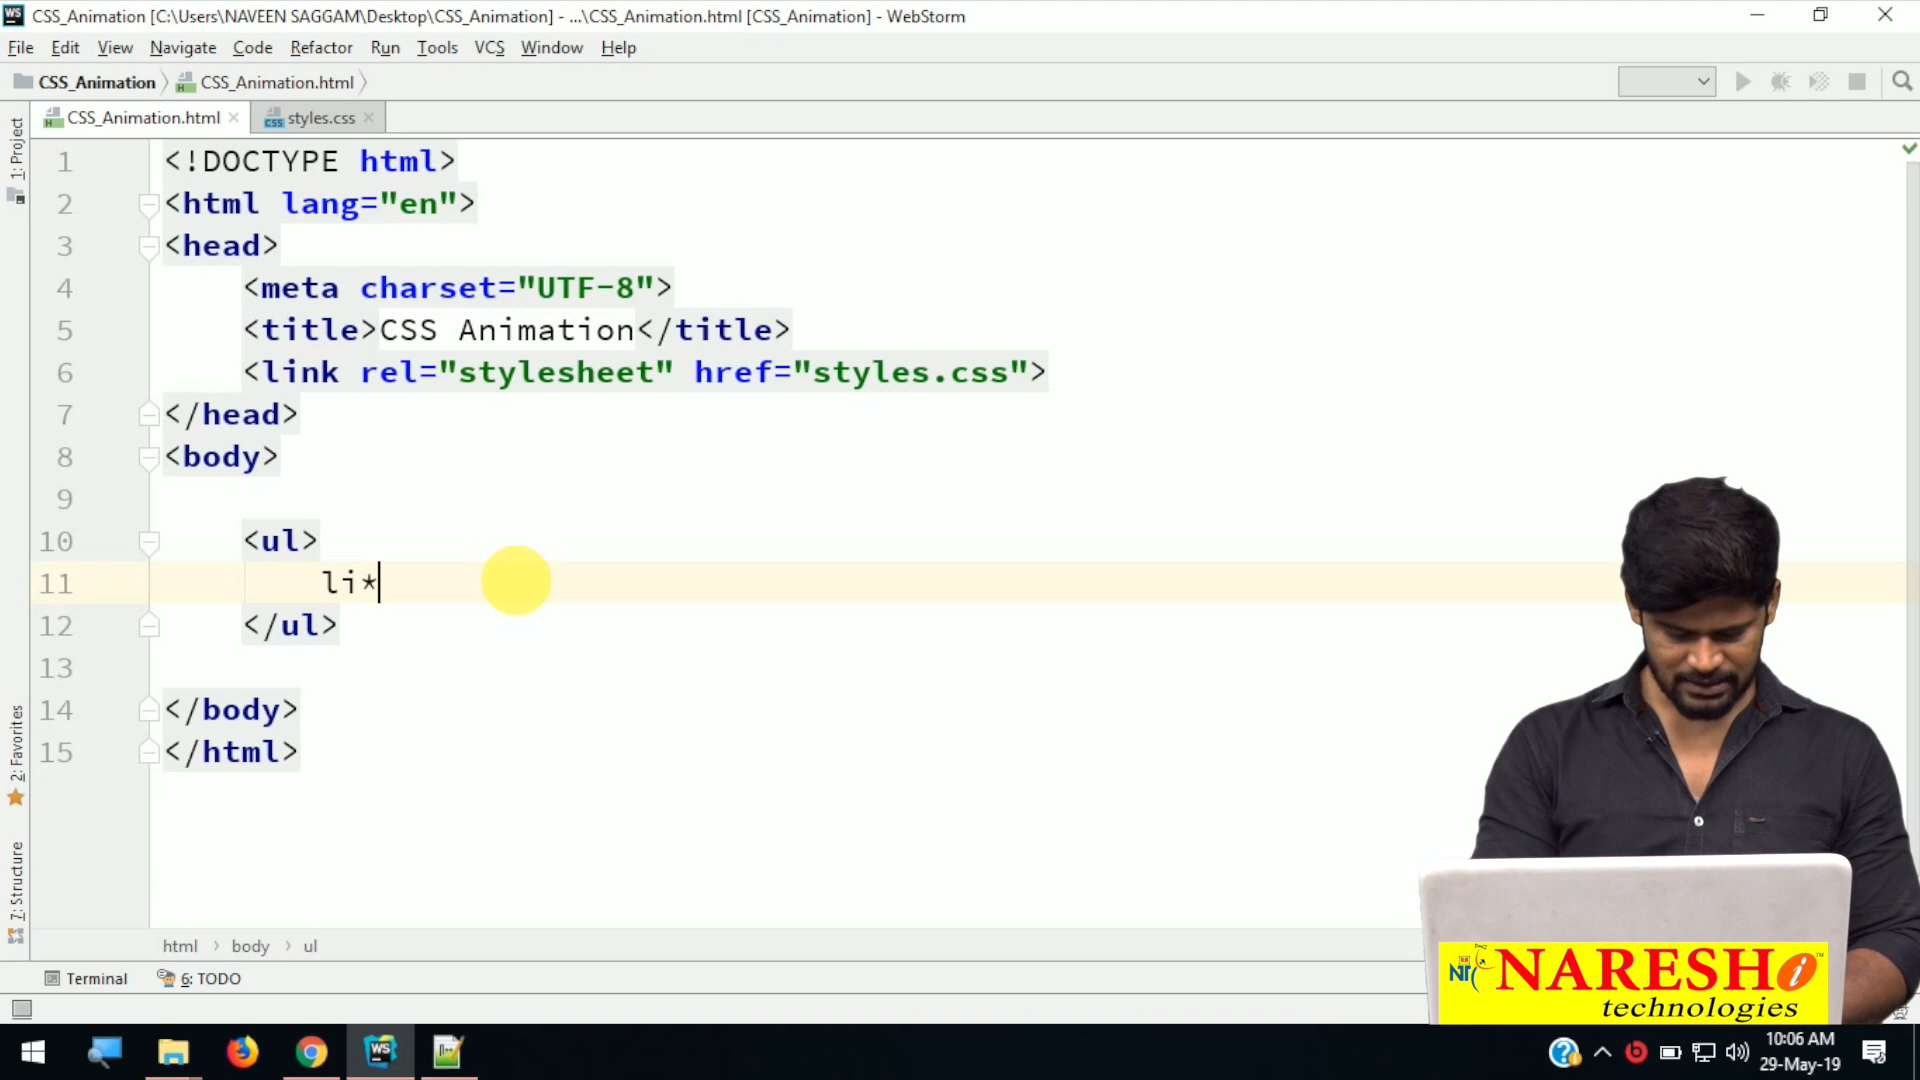 CSS_Animation [C:\Users\NAVEEN SAGGAM\Desktop\CSS_Animation] - ...\CSS_Animation.html [CSS_Animation] - WebStorm
File Edit View Navigate Code Refactor Run Tools VCS Window Help
CSS_Animation CSS_Animation.html
CSS_Animation.html styles.css
1: Project
1 <!DOCTYPE html>
2 <html lang="en">
3 <head>
4 <meta charset="UTF-8">
5 <title>CSS Animation</title>
6 <link rel="stylesheet" href="styles.css">
7 </head>
8 <body>
9
10 <ul>
11 li*
12 </ul>
13
14 </body>
15 </html>
2: Favorites
7: Structure
html body ul
Terminal 6: TODO
NARESH i
technologies
10:06 AM
29-May-19